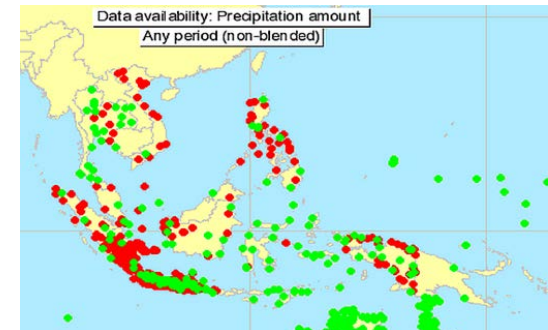 Data availability: Precipitation amount
Any period (non-blended)